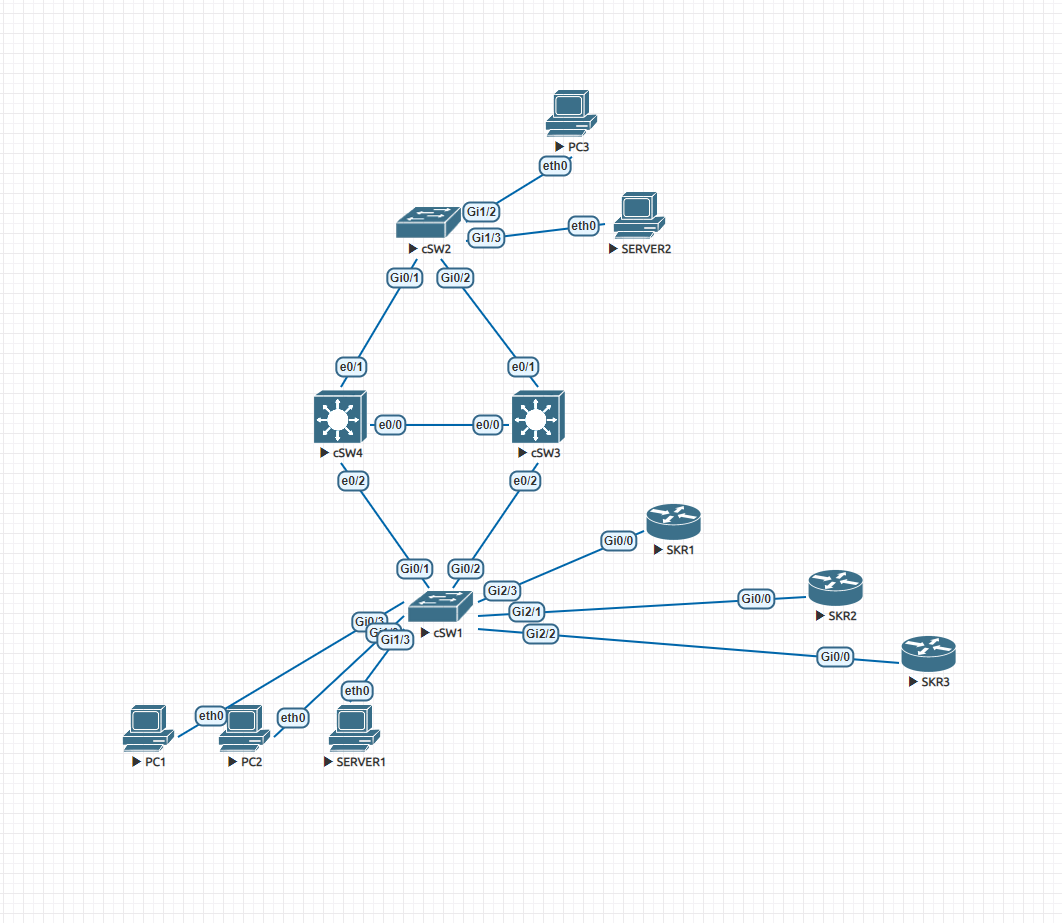 PC3
eth0
Gi1/2
eth0
Gi1/3
cSW2
SERVER2
Gi0/1
Gi0/2
e0/1
e0/1
e0/0
e0/0
cSW4
cSW3
e0/2
e0/2
Gi0/0
SKR1
Gi0/1
Gi0/2
Gi2/3
Gi0/0
Gi2/1
SKR2
Gi0/3
cSW1
Gi2/2
Gi1/3
Gi0/0
SKR3
eth0
eth0
eth0
PC1
PC2
SERVER1